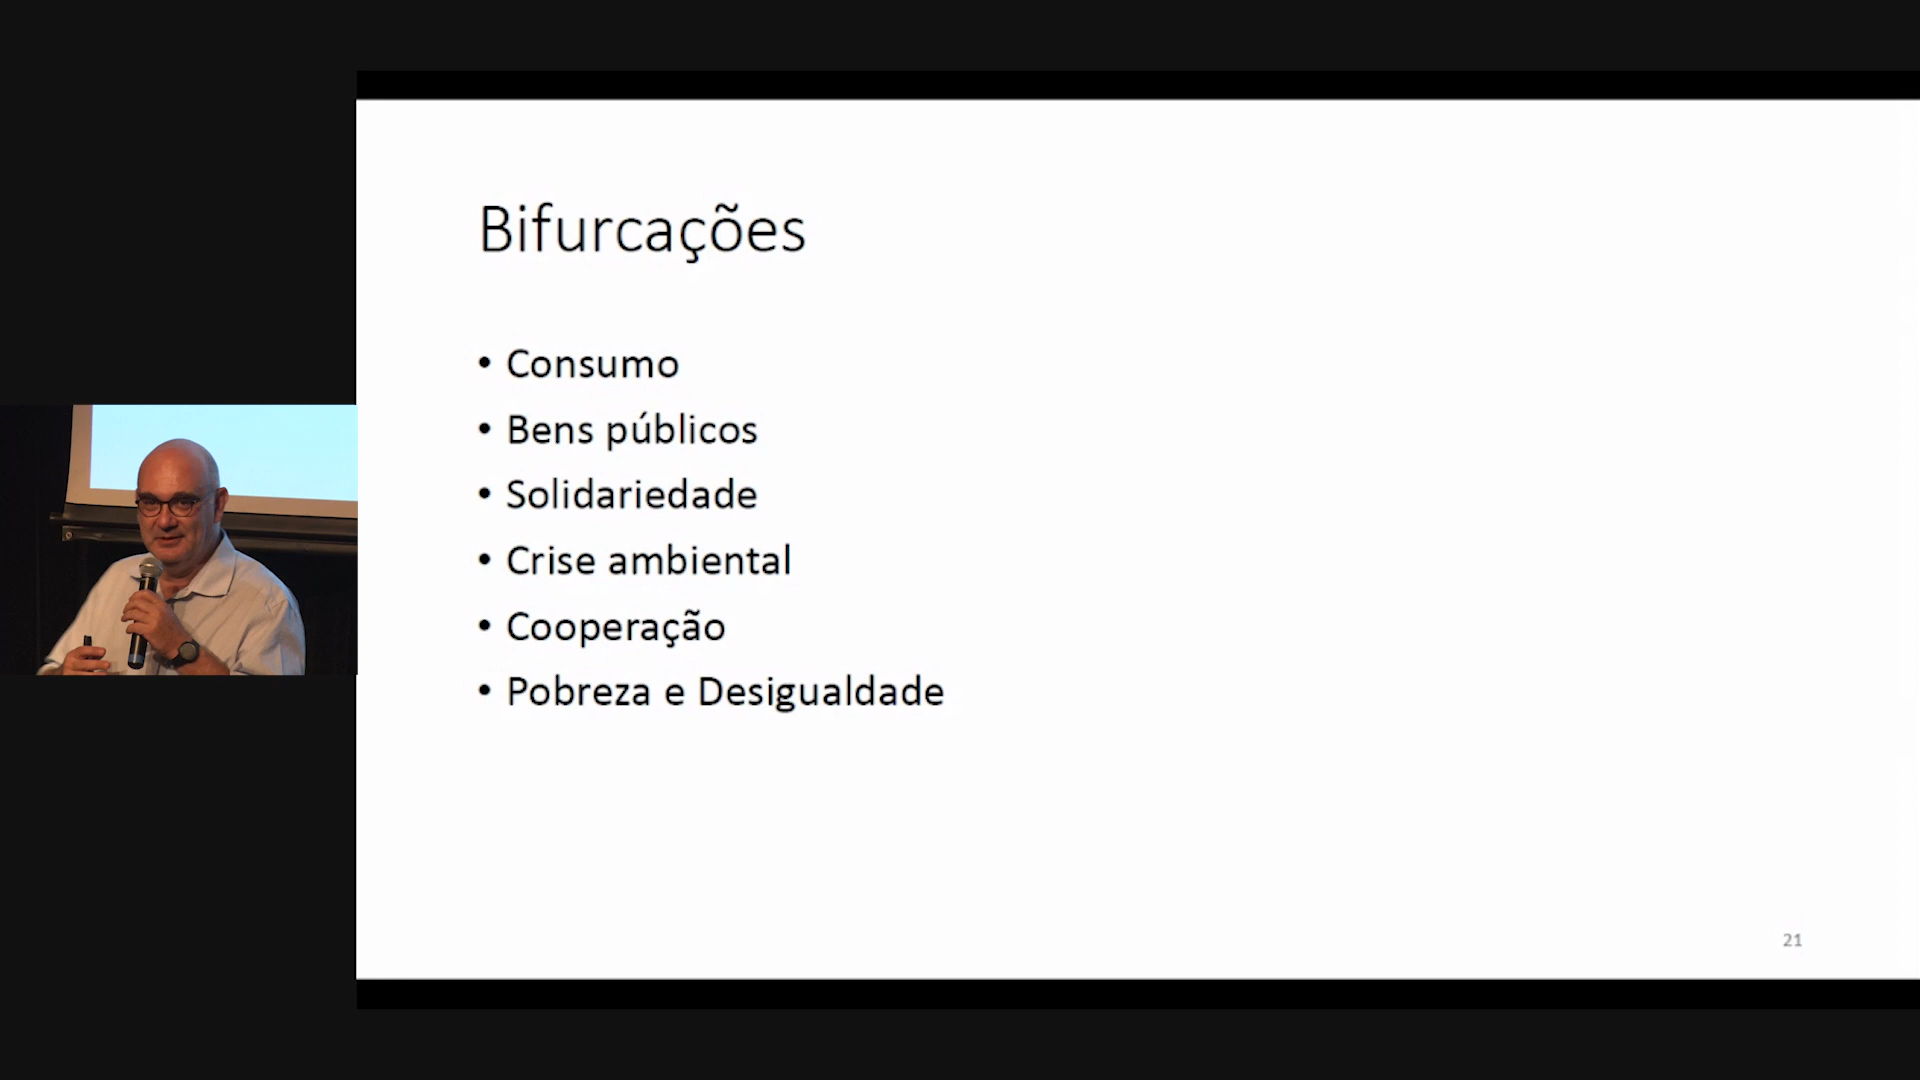 Bifurcações
• Consumo
• Bens públicos
• Solidariedade
• Crise ambiental
• Cooperação
• Pobreza e Desigualdade
21